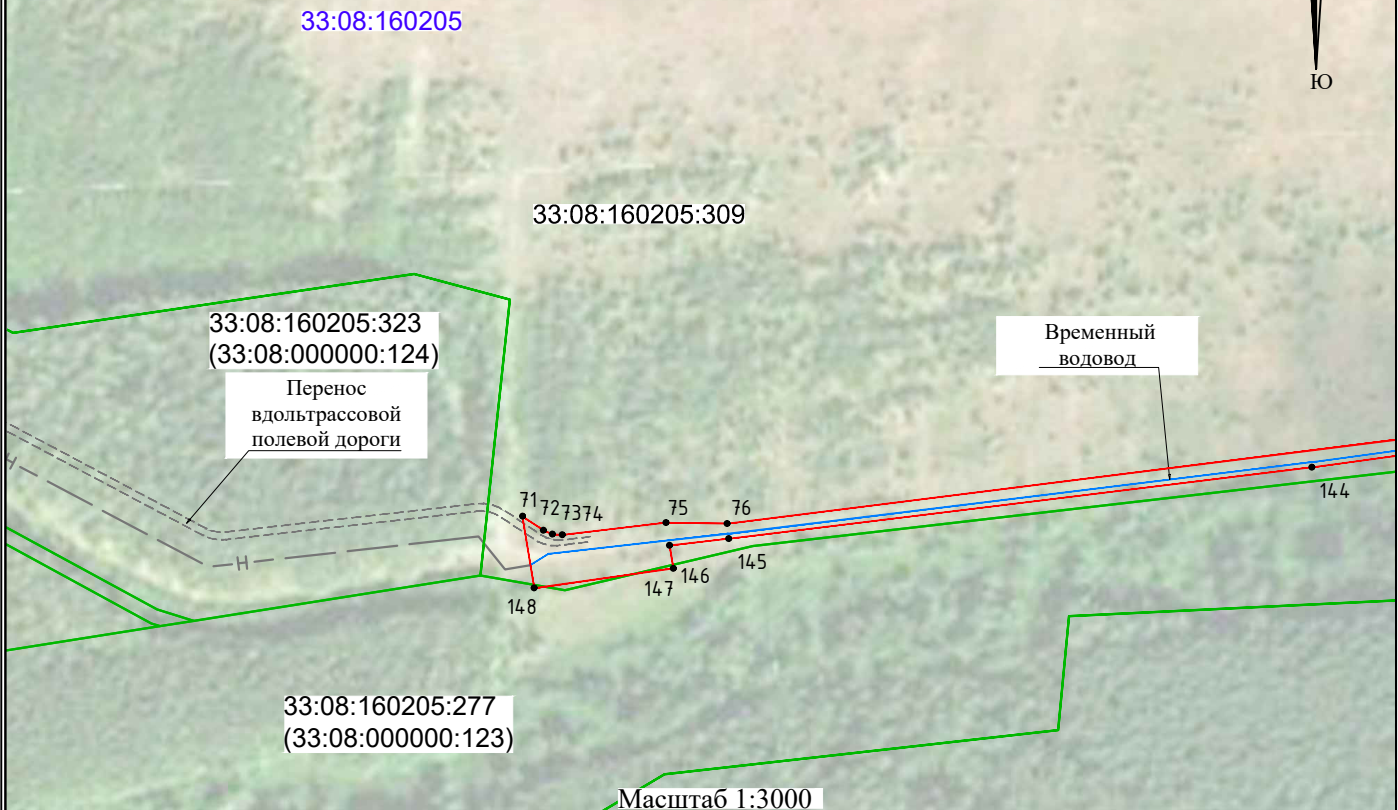 33:08:160205
Ю
33:08:160205:309
33:08:160205:323
(33:08:000000:124)
Временный
водовод
Перенос
вдольтрассовой
полевой дороги
Н
71
72
73
74
75
76
144
Н
145
146
147
148
33:08:160205:277
(33:08:000000:123)
Масштаб 1:3000